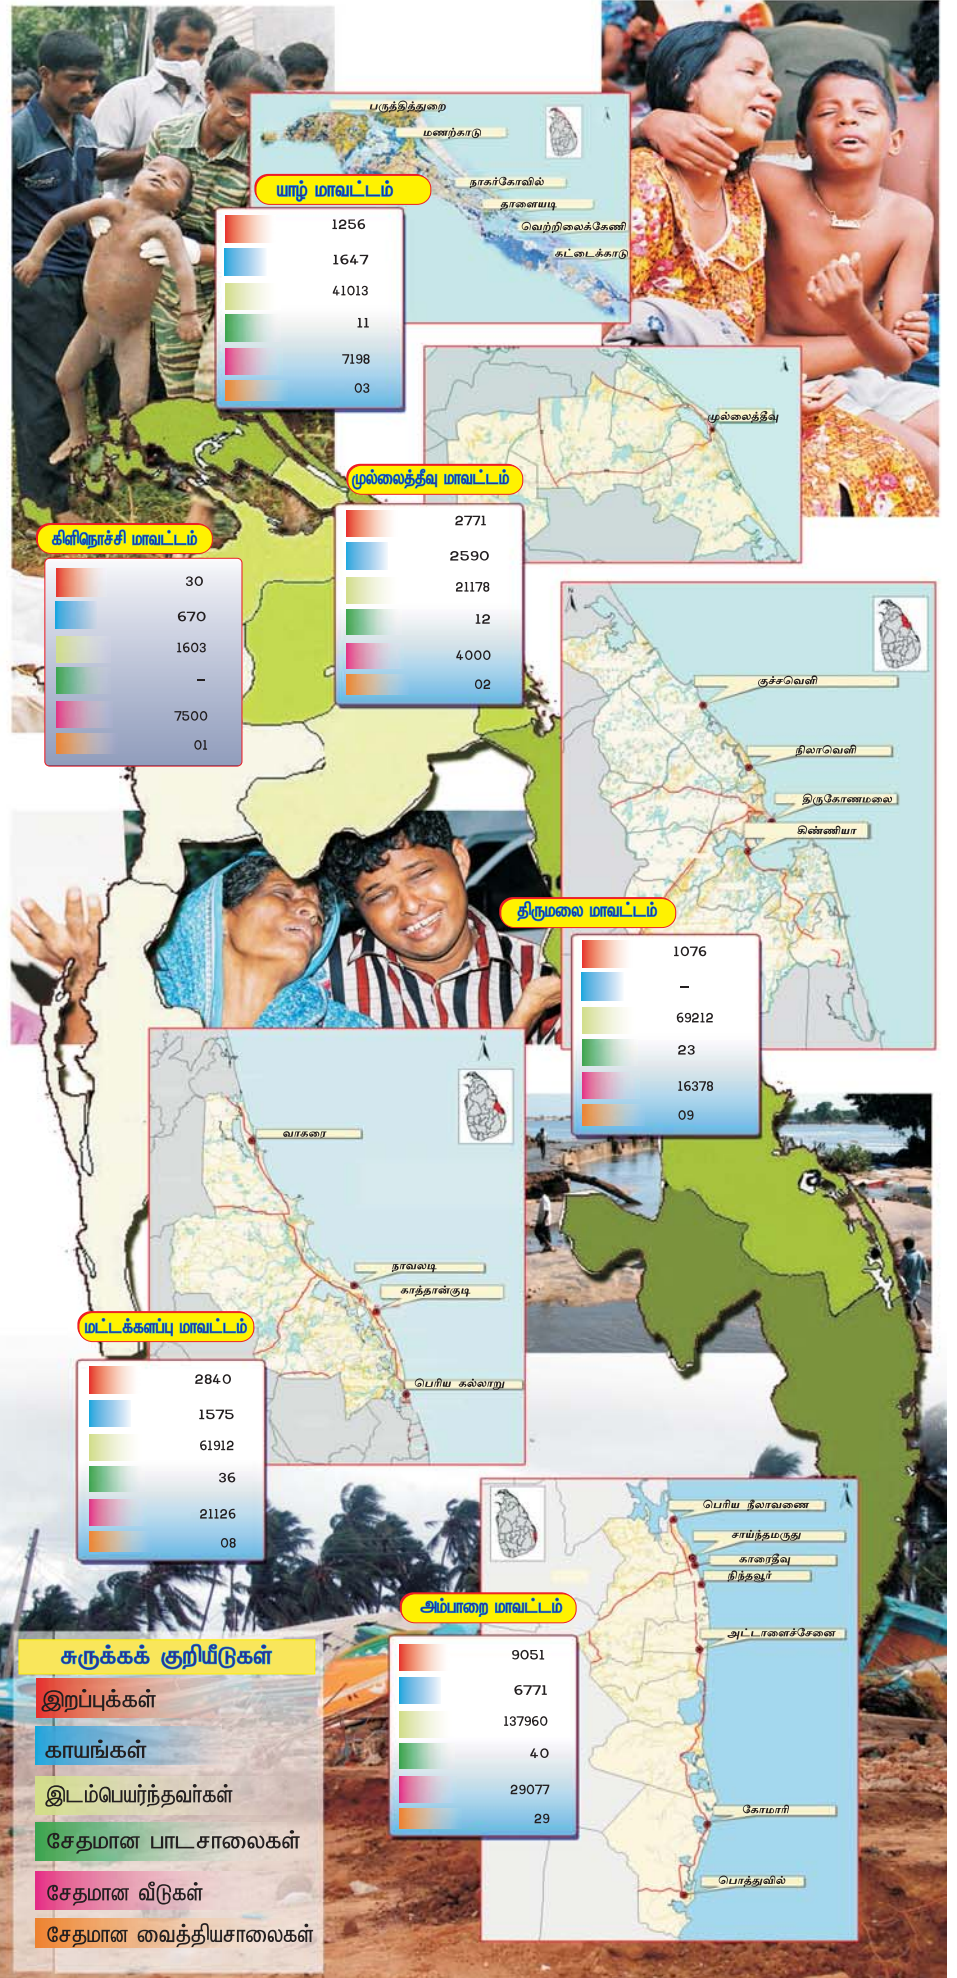 பருத்தித்துறை
மணற்காடு
நாகர்கோவில்
தாளையடி
வெற்றிலைக்கேணி
கட்டைக்காடு
யாழ் மாவட்டம்
1256
1647
41013
11
7198
03
முல்லைத்தீவு
முல்லைத்தீவு மாவட்டம்
2771
2590
21178
12
4000
02
கிளிநொச்சி மாவட்டம்
30
670
1603
–
7500
01
N
குச்சவெளி
நிலாவெளி
திருகோணமலை
கிண்ணியா
திருமலை மாவட்டம்
1076
–
69212
23
16378
09
N
வாகரை
நாவலடி
காத்தான்குடி
பெரிய கல்லாறு
மட்டக்களப்பு மாவட்டம்
2840
1575
61912
36
21126
08
N
பெரிய நீலாவணை
சாய்ந்தமருது
காரைதீவு
நிந்தவூர்
அட்டாளைச்சேனை
கோமாரி
பொத்துவில்
அம்பாறை மாவட்டம்
9051
6771
137960
40
29077
29
சுருக்கக் குறியீடுகள்
இறப்புக்கள்
காயங்கள்
இடம்பெயர்ந்தவர்கள்
சேதமான பாடசாலைகள்
சேதமான வீடுகள்
சேதமான வைத்தியசாலைகள்